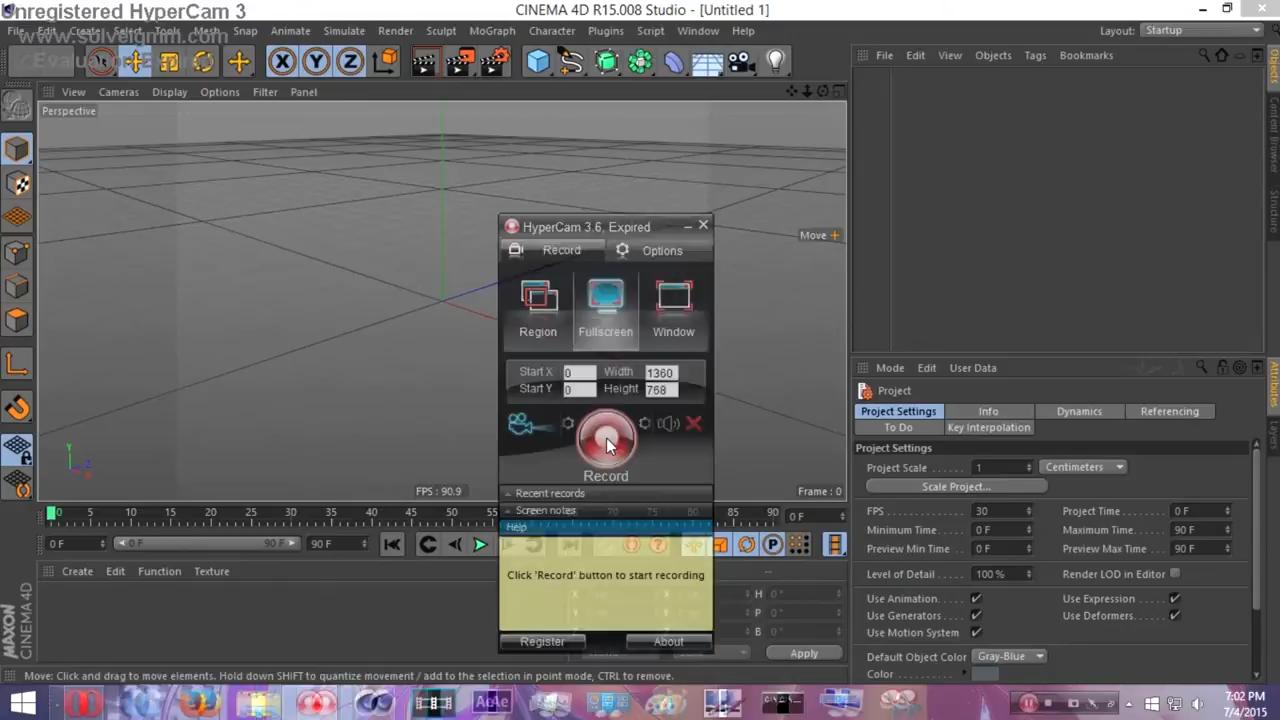 Unregistered HyperCam 3
CINEMA 4D R15.008 Studio - [Untitled 1]
File Edit Create Select Tools Mesh Snap Animate Simulate Render Sculpt MoGraph Character Plugins Script Window Help
Layout: Startup
www.solveigmm.com
X Y Z
View Cameras Display Options Filter Panel
File Edit View Objects Tags Bookmarks
Objects
Content Browser
Structure
Perspective
Move
HyperCam 3.6, Expired
Record Options
Region Fullscreen Window
Start X 0 Width 1360
Start Y 0 Height 768
Record
Recent records
Screen notes
Help
Click 'Record' button to start recording
Register About
Y
Z
X
FPS : 90.9
Frame : 0
0 5 10 15 20 25 30 35 40 45 50 55 60 65 70 75 80 85 90 0 F
0 F 0 F 90 F 90 F
Create Edit Function Texture
X X H 0°
Y Y P 0°
B 0°
Apply
Attributes
Mode Edit User Data
Project
Project Settings Info Dynamics Referencing
To Do Key Interpolation
Project Settings
Project Scale 1 Centimeters
Scale Project...
FPS 30 Project Time 0 F
Minimum Time 0 F Maximum Time 90 F
Preview Min Time 0 F Preview Max Time 90 F
Level of Detail 100 % Render LOD in Editor
Use Animation Use Expression
Use Generators Use Deformers
Use Motion System
Default Object Color Gray-Blue
Color
MAXON CINEMA 4D
Move: Click and drag to move elements. Hold down SHIFT to quantize movement / add to the selection in point mode, CTRL to remove.
AeAe
7:02 PM
7/4/2015